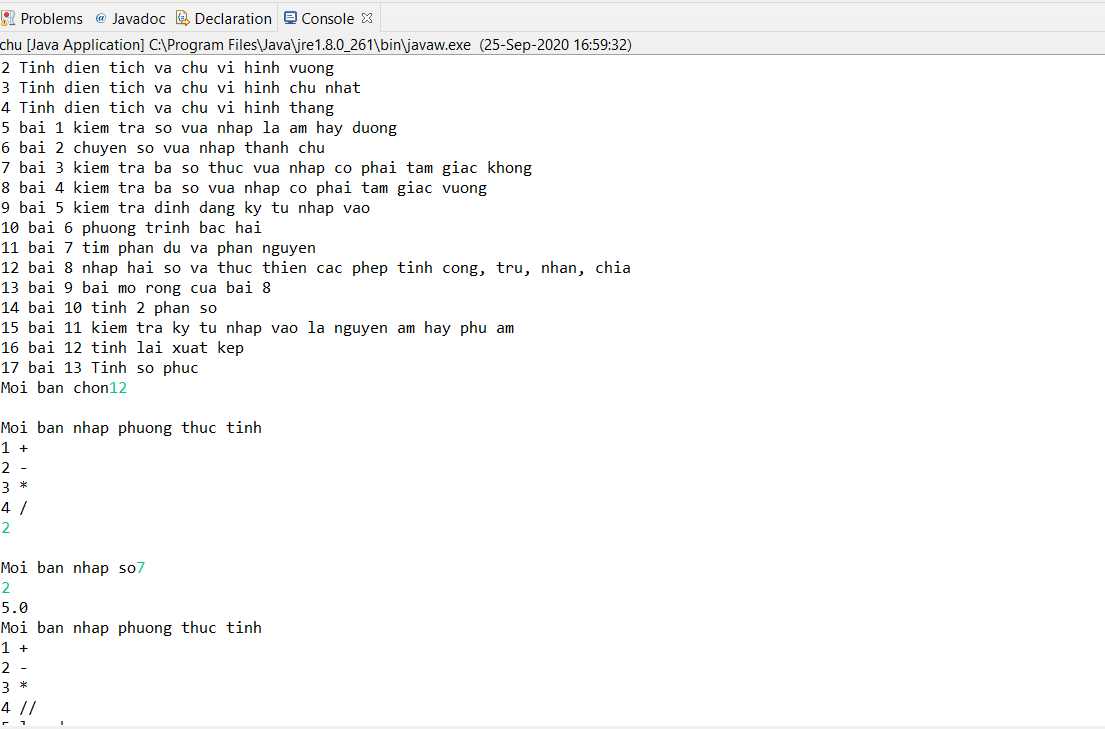 Problems @ Javadoc Declaration Console
chu [Java Application] C:\Program Files\Java\jre1.8.0_261\bin\javaw.exe (25-Sep-2020 16:59:32)
2 Tinh dien tich va chu vi hinh vuong
3 Tinh dien tich va chu vi hinh chu nhat
4 Tinh dien tich va chu vi hinh thang
5 bai 1 kiem tra so vua nhap la am hay duong
6 bai 2 chuyen so vua nhap thanh chu
7 bai 3 kiem tra ba so thuc vua nhap co phai tam giac khong
8 bai 4 kiem tra ba so vua nhap co phai tam giac vuong
9 bai 5 kiem tra dinh dang ky tu nhap vao
10 bai 6 phuong trinh bac hai
11 bai 7 tim phan du va phan nguyen
12 bai 8 nhap hai so va thuc thien cac phep tinh cong, tru, nhan, chia
13 bai 9 bai mo rong cua bai 8
14 bai 10 tinh 2 phan so
15 bai 11 kiem tra ky tu nhap vao la nguyen am hay phu am
16 bai 12 tinh lai xuat kep
17 bai 13 Tinh so phuc
Moi ban chon12
Moi ban nhap phuong thuc tinh
1 +
2 -
3 *
4 /
2
Moi ban nhap so7
2
5.0
Moi ban nhap phuong thuc tinh
1 +
2 -
3 *
4 //